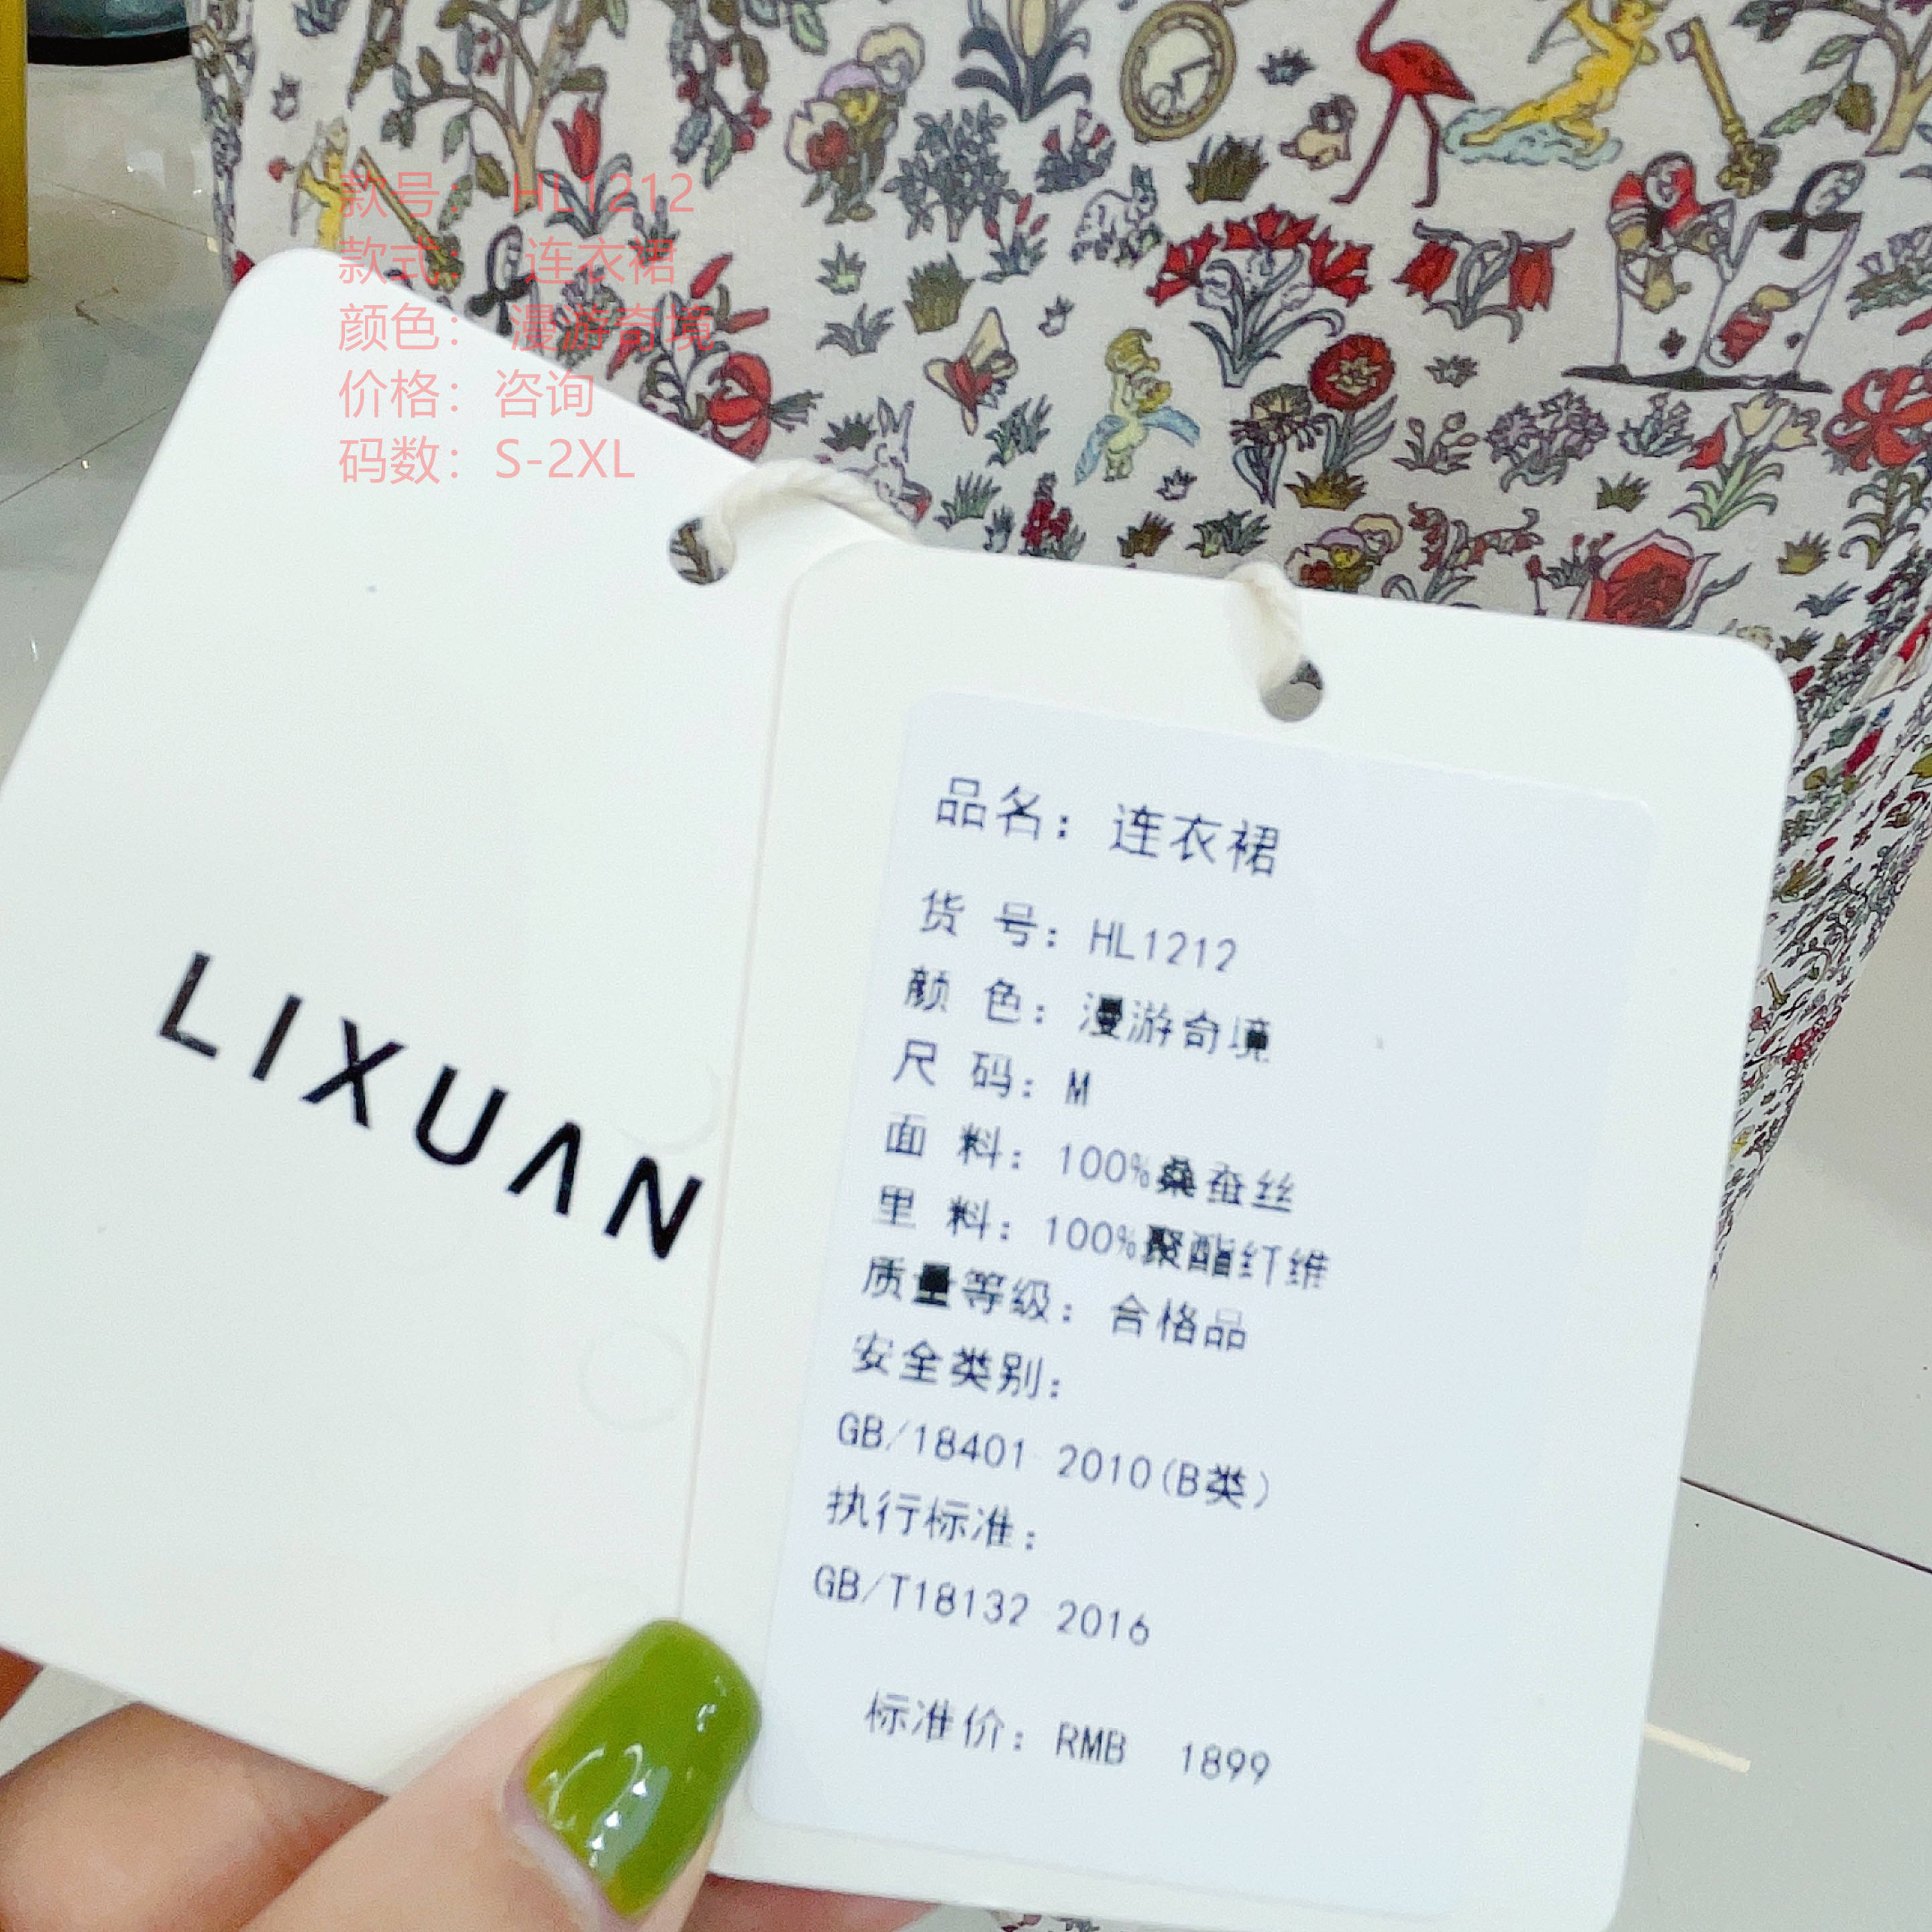 款号： HL1212
款式： 连衣裙
颜色： 漫游奇境
价格：咨询
码数：S-2XL
LIXUAN
品名：连衣裙
货 号：HL1212
颜 色：漫游奇境
尺 码：M
面 料：100%桑蚕丝
里 料：100%聚酯纤维
质量等级：合格品
安全类别：
GB/18401 2010(B类）
执行标准：
GB/T18132 2016
标准价：RMB 1899